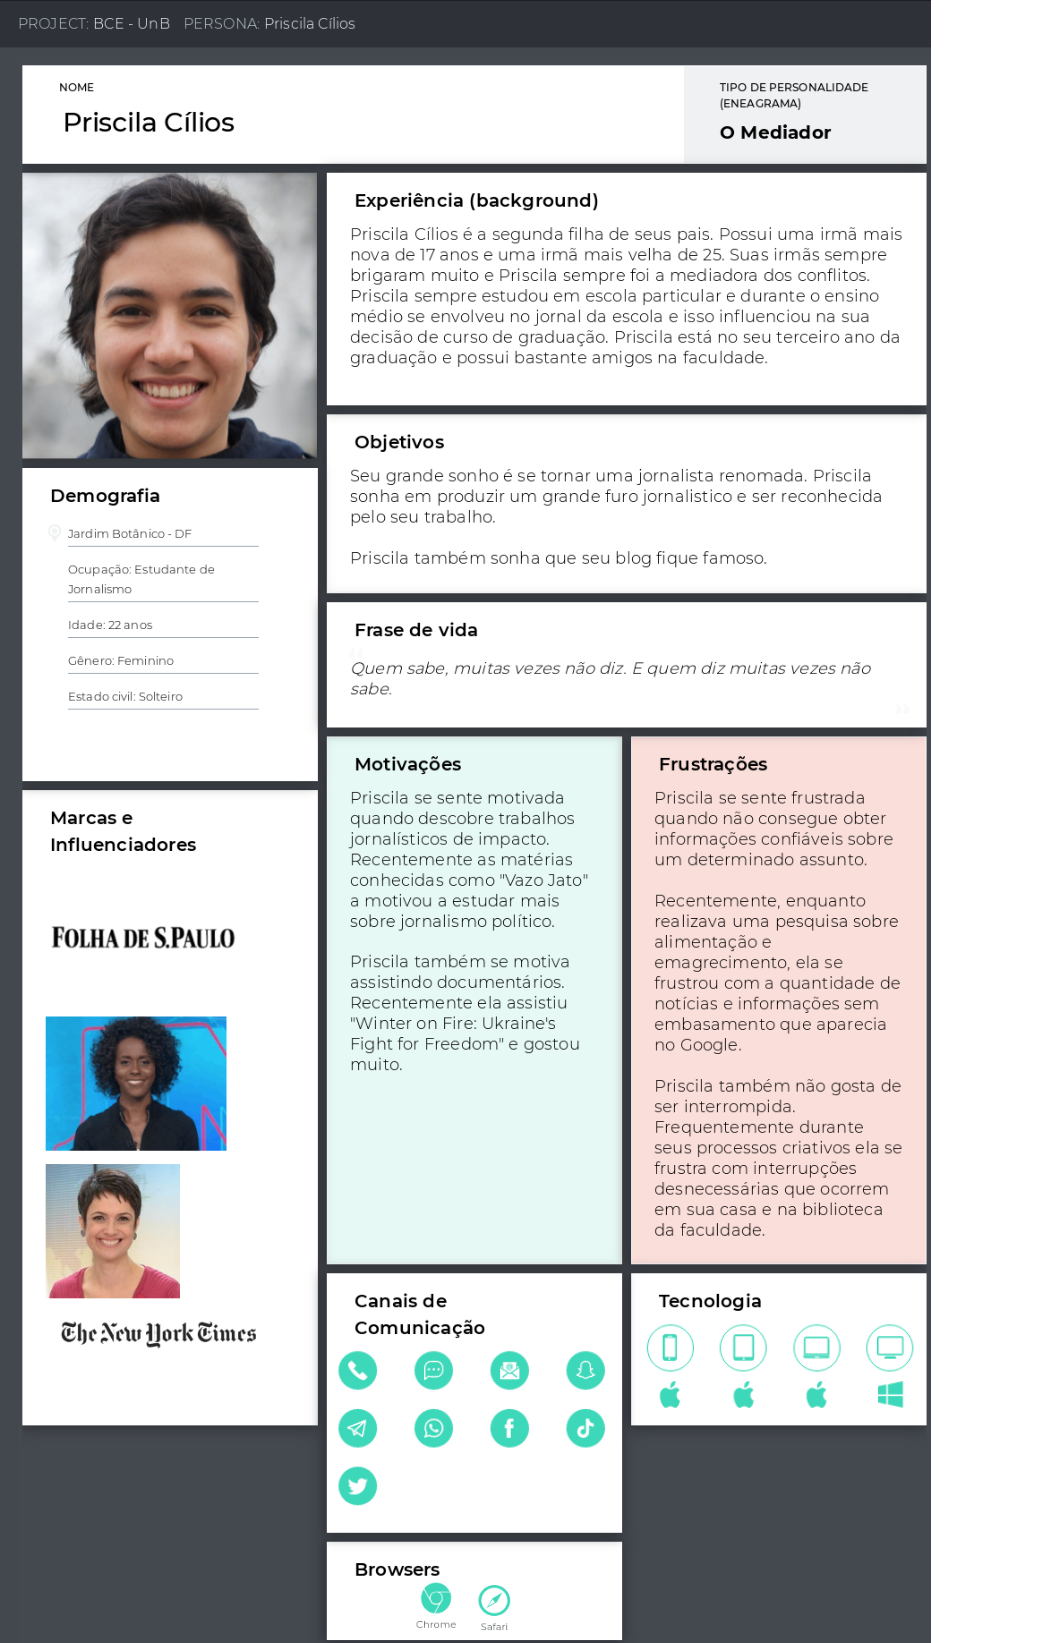 PROJECT: BCE - UnB PERSONA: Priscila Cílios
NOME
Priscila Cílios
TIPO DE PERSONALIDADE
(ENEAGRAMA)
O Mediador
Experiência (background)
Priscila Cílios é a segunda filha de seus pais. Possui uma irmã mais
nova de 17 anos e uma irmã mais velha de 25. Suas irmãs sempre
brigaram muito e Priscila sempre foi a mediadora dos conflitos.
Priscila sempre estudou em escola particular e durante o ensino
médio se envolveu no jornal da escola e isso influenciou na sua
decisão de curso de graduação. Priscila está no seu terceiro ano da
graduação e possui bastante amigos na faculdade.
Objetivos
Seu grande sonho é se tornar uma jornalista renomada. Priscila
sonha em produzir um grande furo jornalistico e ser reconhecida
pelo seu trabalho.
Priscila também sonha que seu blog fique famoso.
Demografia
Jardim Botânico - DF
Ocupação: Estudante de
Jornalismo
Idade: 22 anos
Gênero: Feminino
Estado civil: Solteiro
Frase de vida
“
Quem sabe, muitas vezes não diz. E quem diz muitas vezes não
sabe.
”
Marcas e
Influenciadores
FOLHA DE S.PAULO
The New York Times
Motivações
Priscila se sente motivada
quando descobre trabalhos
jornalísticos de impacto.
Recentemente as matérias
conhecidas como "Vazo Jato"
a motivou a estudar mais
sobre jornalismo político.
Priscila também se motiva
assistindo documentários.
Recentemente ela assistiu
"Winter on Fire: Ukraine's
Fight for Freedom" e gostou
muito.
Frustrações
Priscila se sente frustrada
quando não consegue obter
informações confiáveis sobre
um determinado assunto.
Recentemente, enquanto
realizava uma pesquisa sobre
alimentação e
emagrecimento, ela se
frustrou com a quantidade de
notícias e informações sem
embasamento que aparecia
no Google.
Priscila também não gosta de
ser interrompida.
Frequentemente durante
seus processos criativos ela se
frustra com interrupções
desnecessárias que ocorrem
em sua casa e na biblioteca
da faculdade.
Canais de
Comunicação
Tecnologia
Browsers
Chrome
Safari